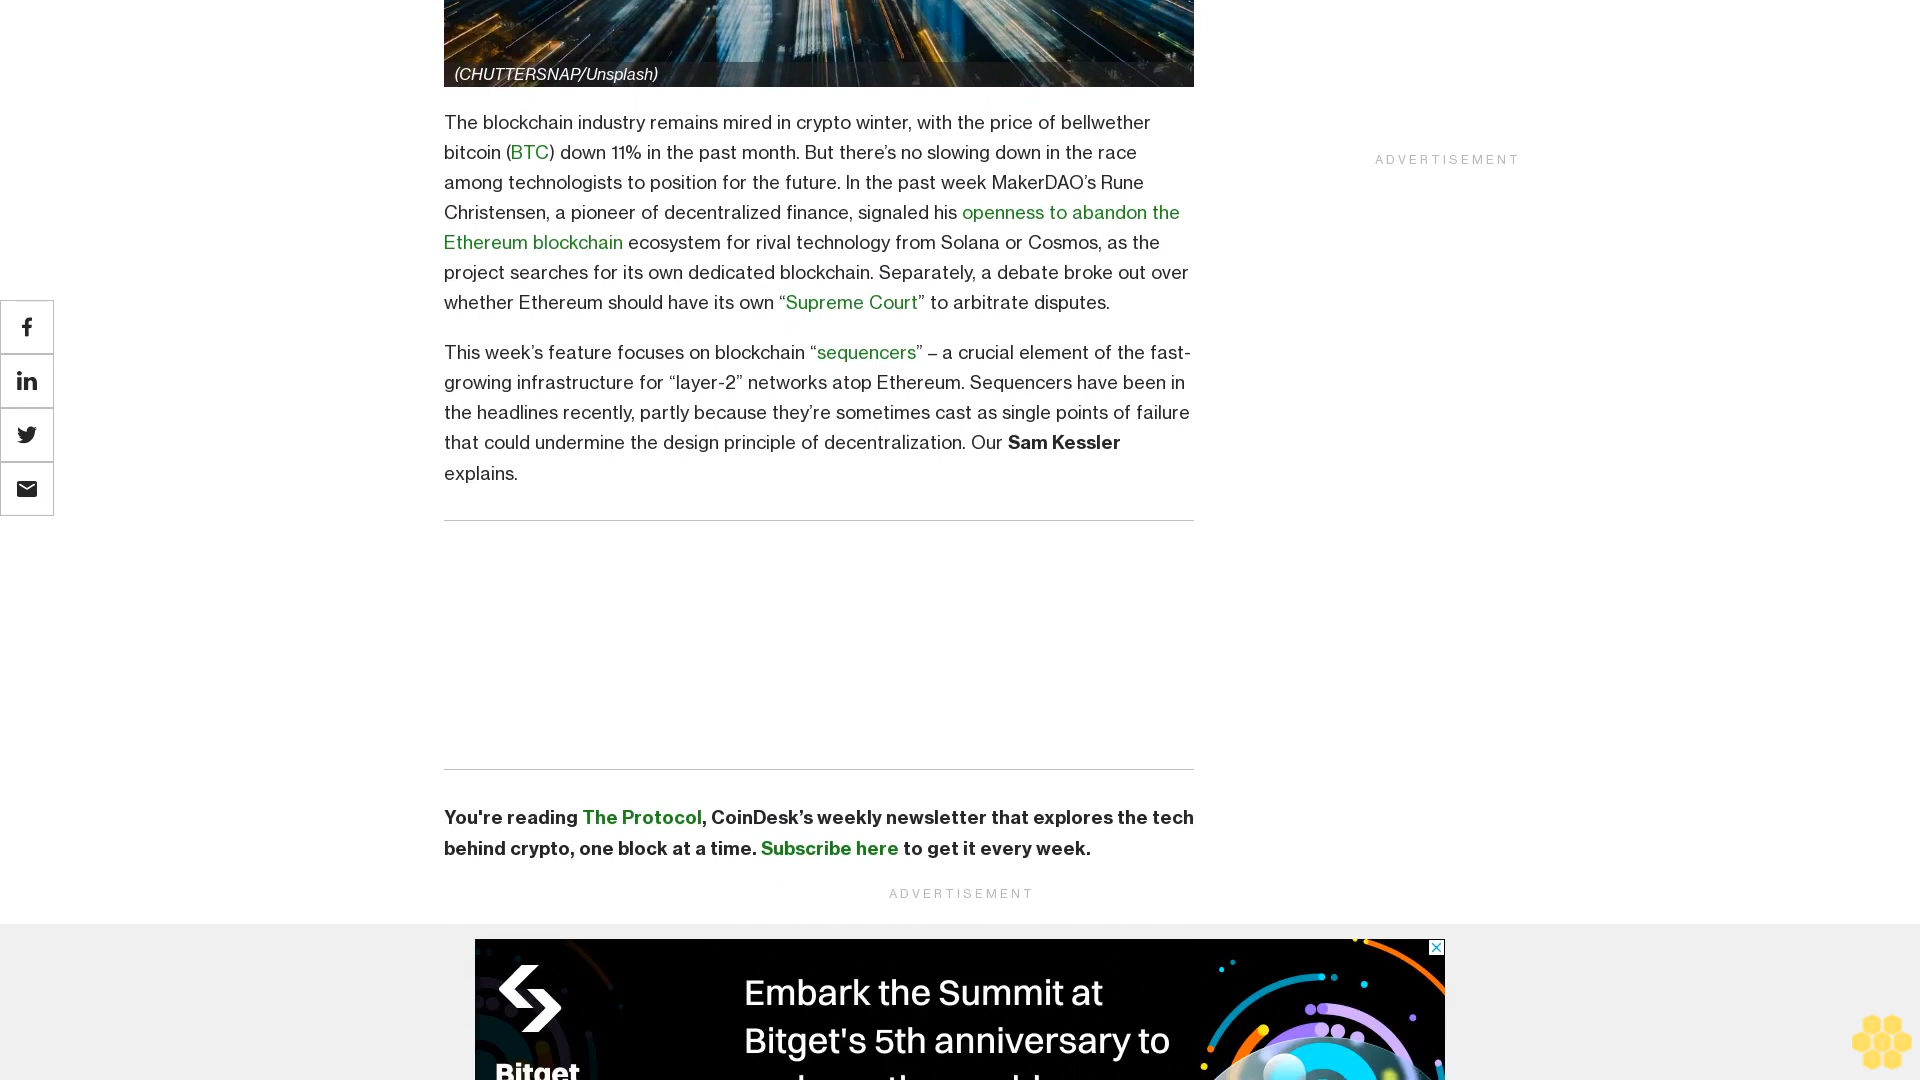 (CHUTTERSNAP/Unsplash)
The blockchain industry remains mired in crypto winter, with the price of bellwether
bitcoin (BTC) down 11% in the past month. But there’s no slowing down in the race
among technologists to position for the future. In the past week MakerDAO’s Rune
Christensen, a pioneer of decentralized finance, signaled his openness to abandon the
Ethereum blockchain ecosystem for rival technology from Solana or Cosmos, as the
project searches for its own dedicated blockchain. Separately, a debate broke out over
whether Ethereum should have its own “Supreme Court” to arbitrate disputes.
This week’s feature focuses on blockchain “sequencers” – a crucial element of the fast-
growing infrastructure for “layer-2” networks atop Ethereum. Sequencers have been in
the headlines recently, partly because they’re sometimes cast as single points of failure
that could undermine the design principle of decentralization. Our Sam Kessler
explains.
You're reading The Protocol, CoinDesk’s weekly newsletter that explores the tech
behind crypto, one block at a time. Subscribe here to get it every week.
ADVERTISEMENT
ADVERTISEMENT
Embark the Summit at
Bitget's 5th anniversary to
Bitget